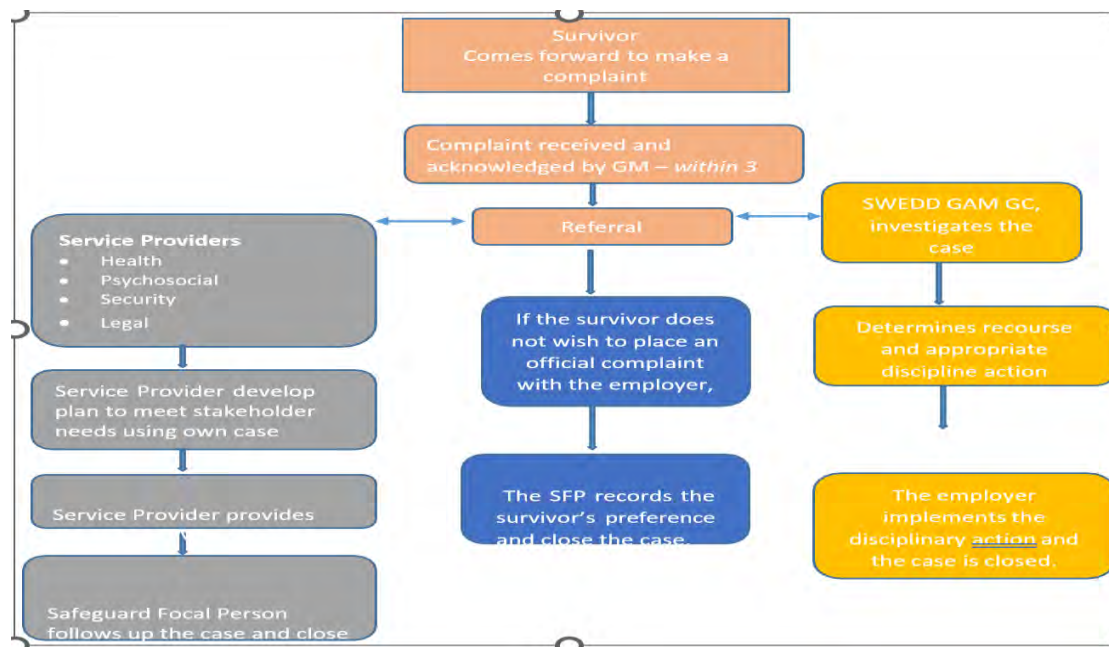 Survivor
Comes forward to make a
complaint
Complaint received and
acknowledged by GM – within 3
Referral
Service Providers
• Health
• Psychosocial
• Security
• Legal
Service Provider develop
plan to meet stakeholder
needs using own case
Service Provider provides
Safeguard Focal Person
follows up the case and close
If the survivor does
not wish to place an
official complaint
with the employer,
The SFP records the
survivor's preference
and close the case.
SWEDD GAM GC,
investigates the
case
Determines recourse
and appropriate
discipline action
The employer
implements the
disciplinary action and
the case is closed.